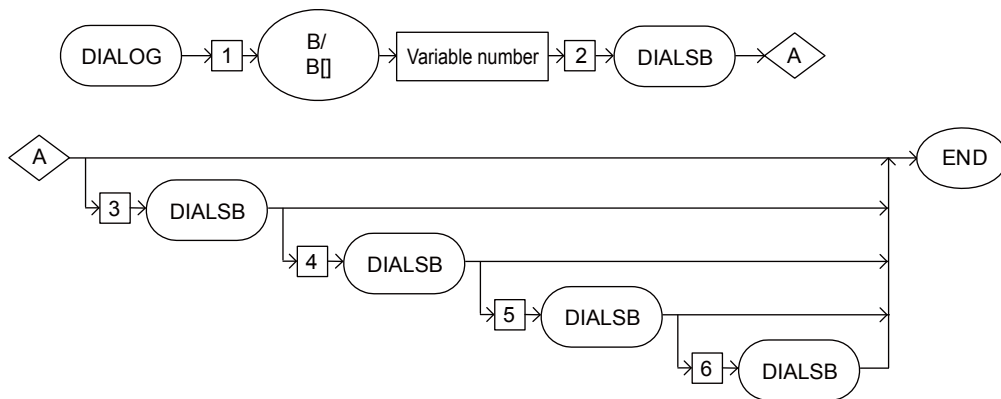 DIALOG 1 B/
B[] Variable number 2 DIALSB A
A END
3 DIALSB
4 DIALSB
5 DIALSB
6 DIALSB